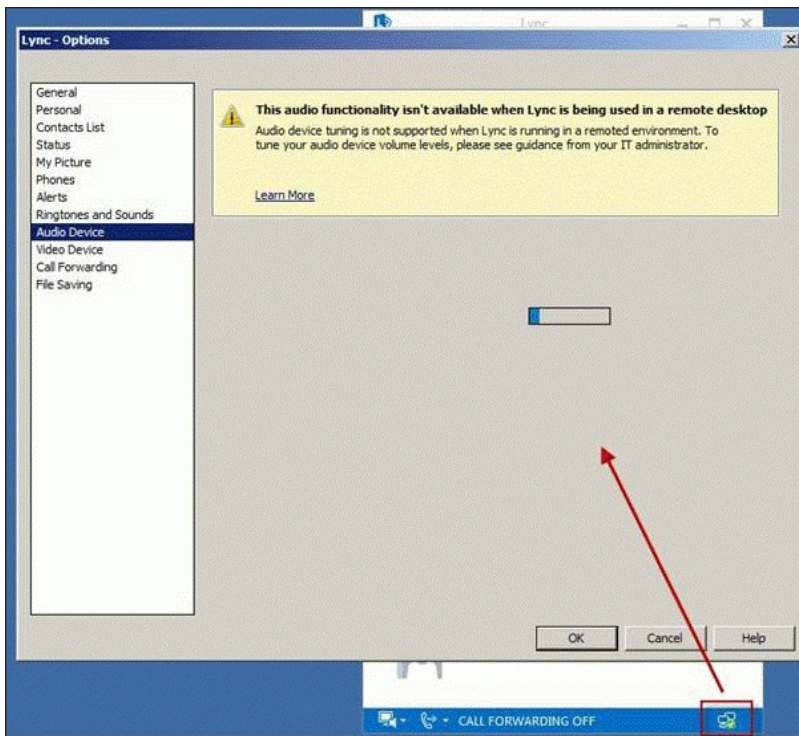 Lync
Lync - Options
General
Personal
Contacts List
Status
My Picture
Phones
Alerts
Ringtones and Sounds
Audio Device
Video Device
Call Forwarding
File Saving
This audio functionality isn't available when Lync is being used in a remote desktop
Audio device tuning is not supported when Lync is running in a remoted environment. To
tune your audio device volume levels, please see guidance from your IT administrator.
Learn More
OK
Cancel
Help
CALL FORWARDING OFF